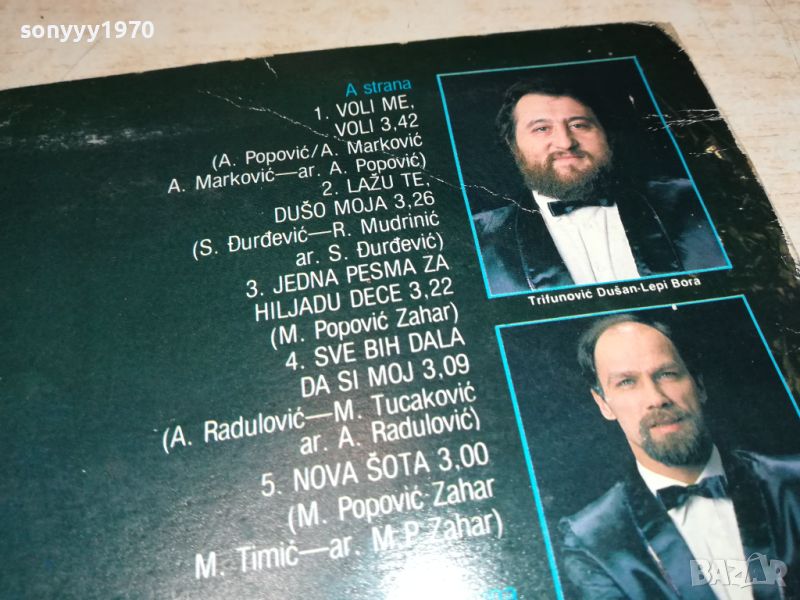 sonyyy1970
A strana
1. VOLI ME,
VOLI 3,42
(A. Popović/A. Marković
A. Marković—ar. A. Popović)
2. LAŽU TE,
DUŠO MOJA 3,26
(S. Đurđević—R. Mudrinić
ar. S. Đurđević)
3. JEDNA PESMA ZA
HILJADU DECE 3,22
(M. Popović Zahar)
4. SVE BIH DALA
DA SI MOJ 3,09
(A. Radulović—M. Tucaković
ar. A. Radulović)
5. NOVA ŠOTA 3,00
(M. Popović Zahar
M. Timić—ar. M.P. Zahar)
Trifunović Dušan-Lepi Bora
BAZAR